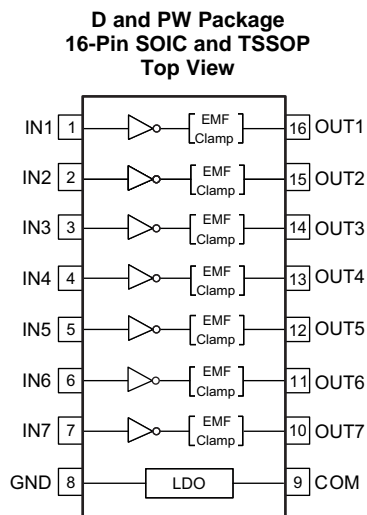 D and PW Package
16-Pin SOIC and TSSOP
Top View
IN1 1 EMF Clamp 16 OUT1
IN2 2 EMF Clamp 15 OUT2
IN3 3 EMF Clamp 14 OUT3
IN4 4 EMF Clamp 13 OUT4
IN5 5 EMF Clamp 12 OUT5
IN6 6 EMF Clamp 11 OUT6
IN7 7 EMF Clamp 10 OUT7
GND 8 LDO 9 COM